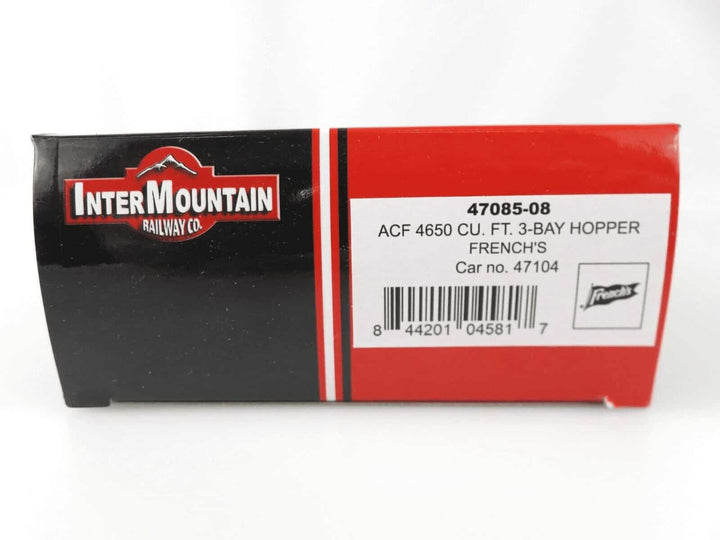 INTERMOUNTAIN
RAILWAY CO.
47085-08
ACF 4650 CU. FT. 3-BAY HOPPER
FRENCH'S
Car no. 47104
French's
8 44201 04581 7